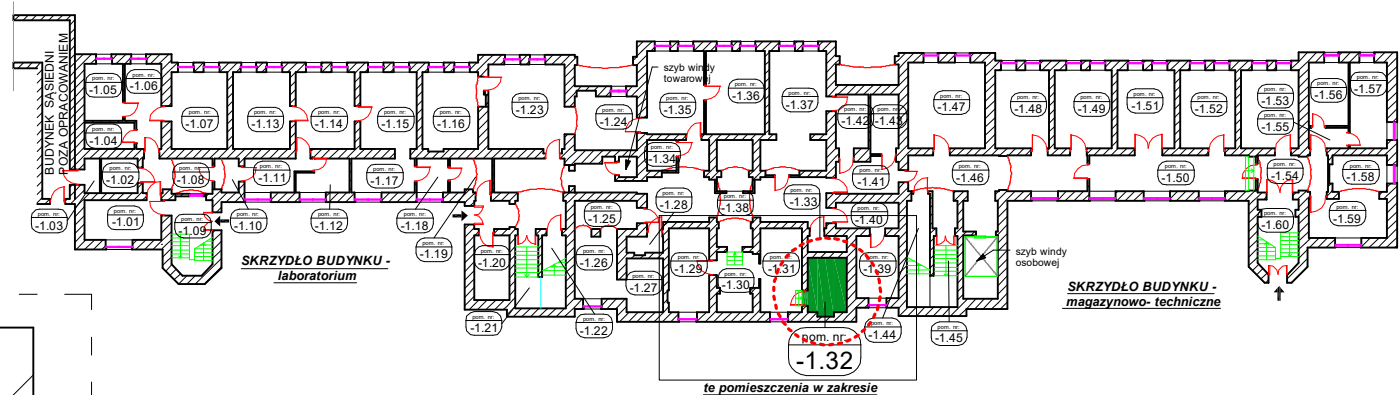 BUDYNEK SĄSIEDNI
POZA OPRACOWANIEM
pom. nr:
-1.05
pom. nr:
-1.06
pom. nr:
-1.04
pom. nr:
-1.02
pom. nr:
-1.03
pom. nr:
-1.01
pom. nr:
-1.07
pom. nr:
-1.08
pom. nr:
-1.09
pom. nr:
-1.10
pom. nr:
-1.13
pom. nr:
-1.11
pom. nr:
-1.14
pom. nr:
-1.12
pom. nr:
-1.15
pom. nr:
-1.17
pom. nr:
-1.16
pom. nr:
-1.18
pom. nr:
-1.19
SKRZYDŁO BUDYNKU -
laboratorium
pom. nr:
-1.23
pom. nr:
-1.20
pom. nr:
-1.21
pom. nr:
-1.22
pom. nr:
-1.24
szyb windy
towarowej
pom. nr:
-1.25
pom. nr:
-1.26
pom. nr:
-1.27
pom. nr:
-1.28
pom. nr:
-1.35
pom. nr:
-1.34
pom. nr:
-1.36
pom. nr:
-1.37
pom. nr:
-1.38
pom. nr:
-1.33
pom. nr:
-1.29
pom. nr:
-1.30
pom. nr:
-1.31
pom. nr:
-1.32
te pomieszczenia w zakresie
pom. nr:
-1.42
pom. nr:
-1.43
pom. nr:
-1.41
pom. nr:
-1.40
pom. nr:
-1.39
pom. nr:
-1.44
pom. nr:
-1.45
pom. nr:
-1.47
pom. nr:
-1.46
szyb windy
osobowej
pom. nr:
-1.48
pom. nr:
-1.49
pom. nr:
-1.51
pom. nr:
-1.52
pom. nr:
-1.50
SKRZYDŁO BUDYNKU -
magazynowo- techniczne
pom. nr:
-1.53
pom. nr:
-1.55
pom. nr:
-1.54
pom. nr:
-1.60
pom. nr:
-1.56
pom. nr:
-1.57
pom. nr:
-1.58
pom. nr:
-1.59